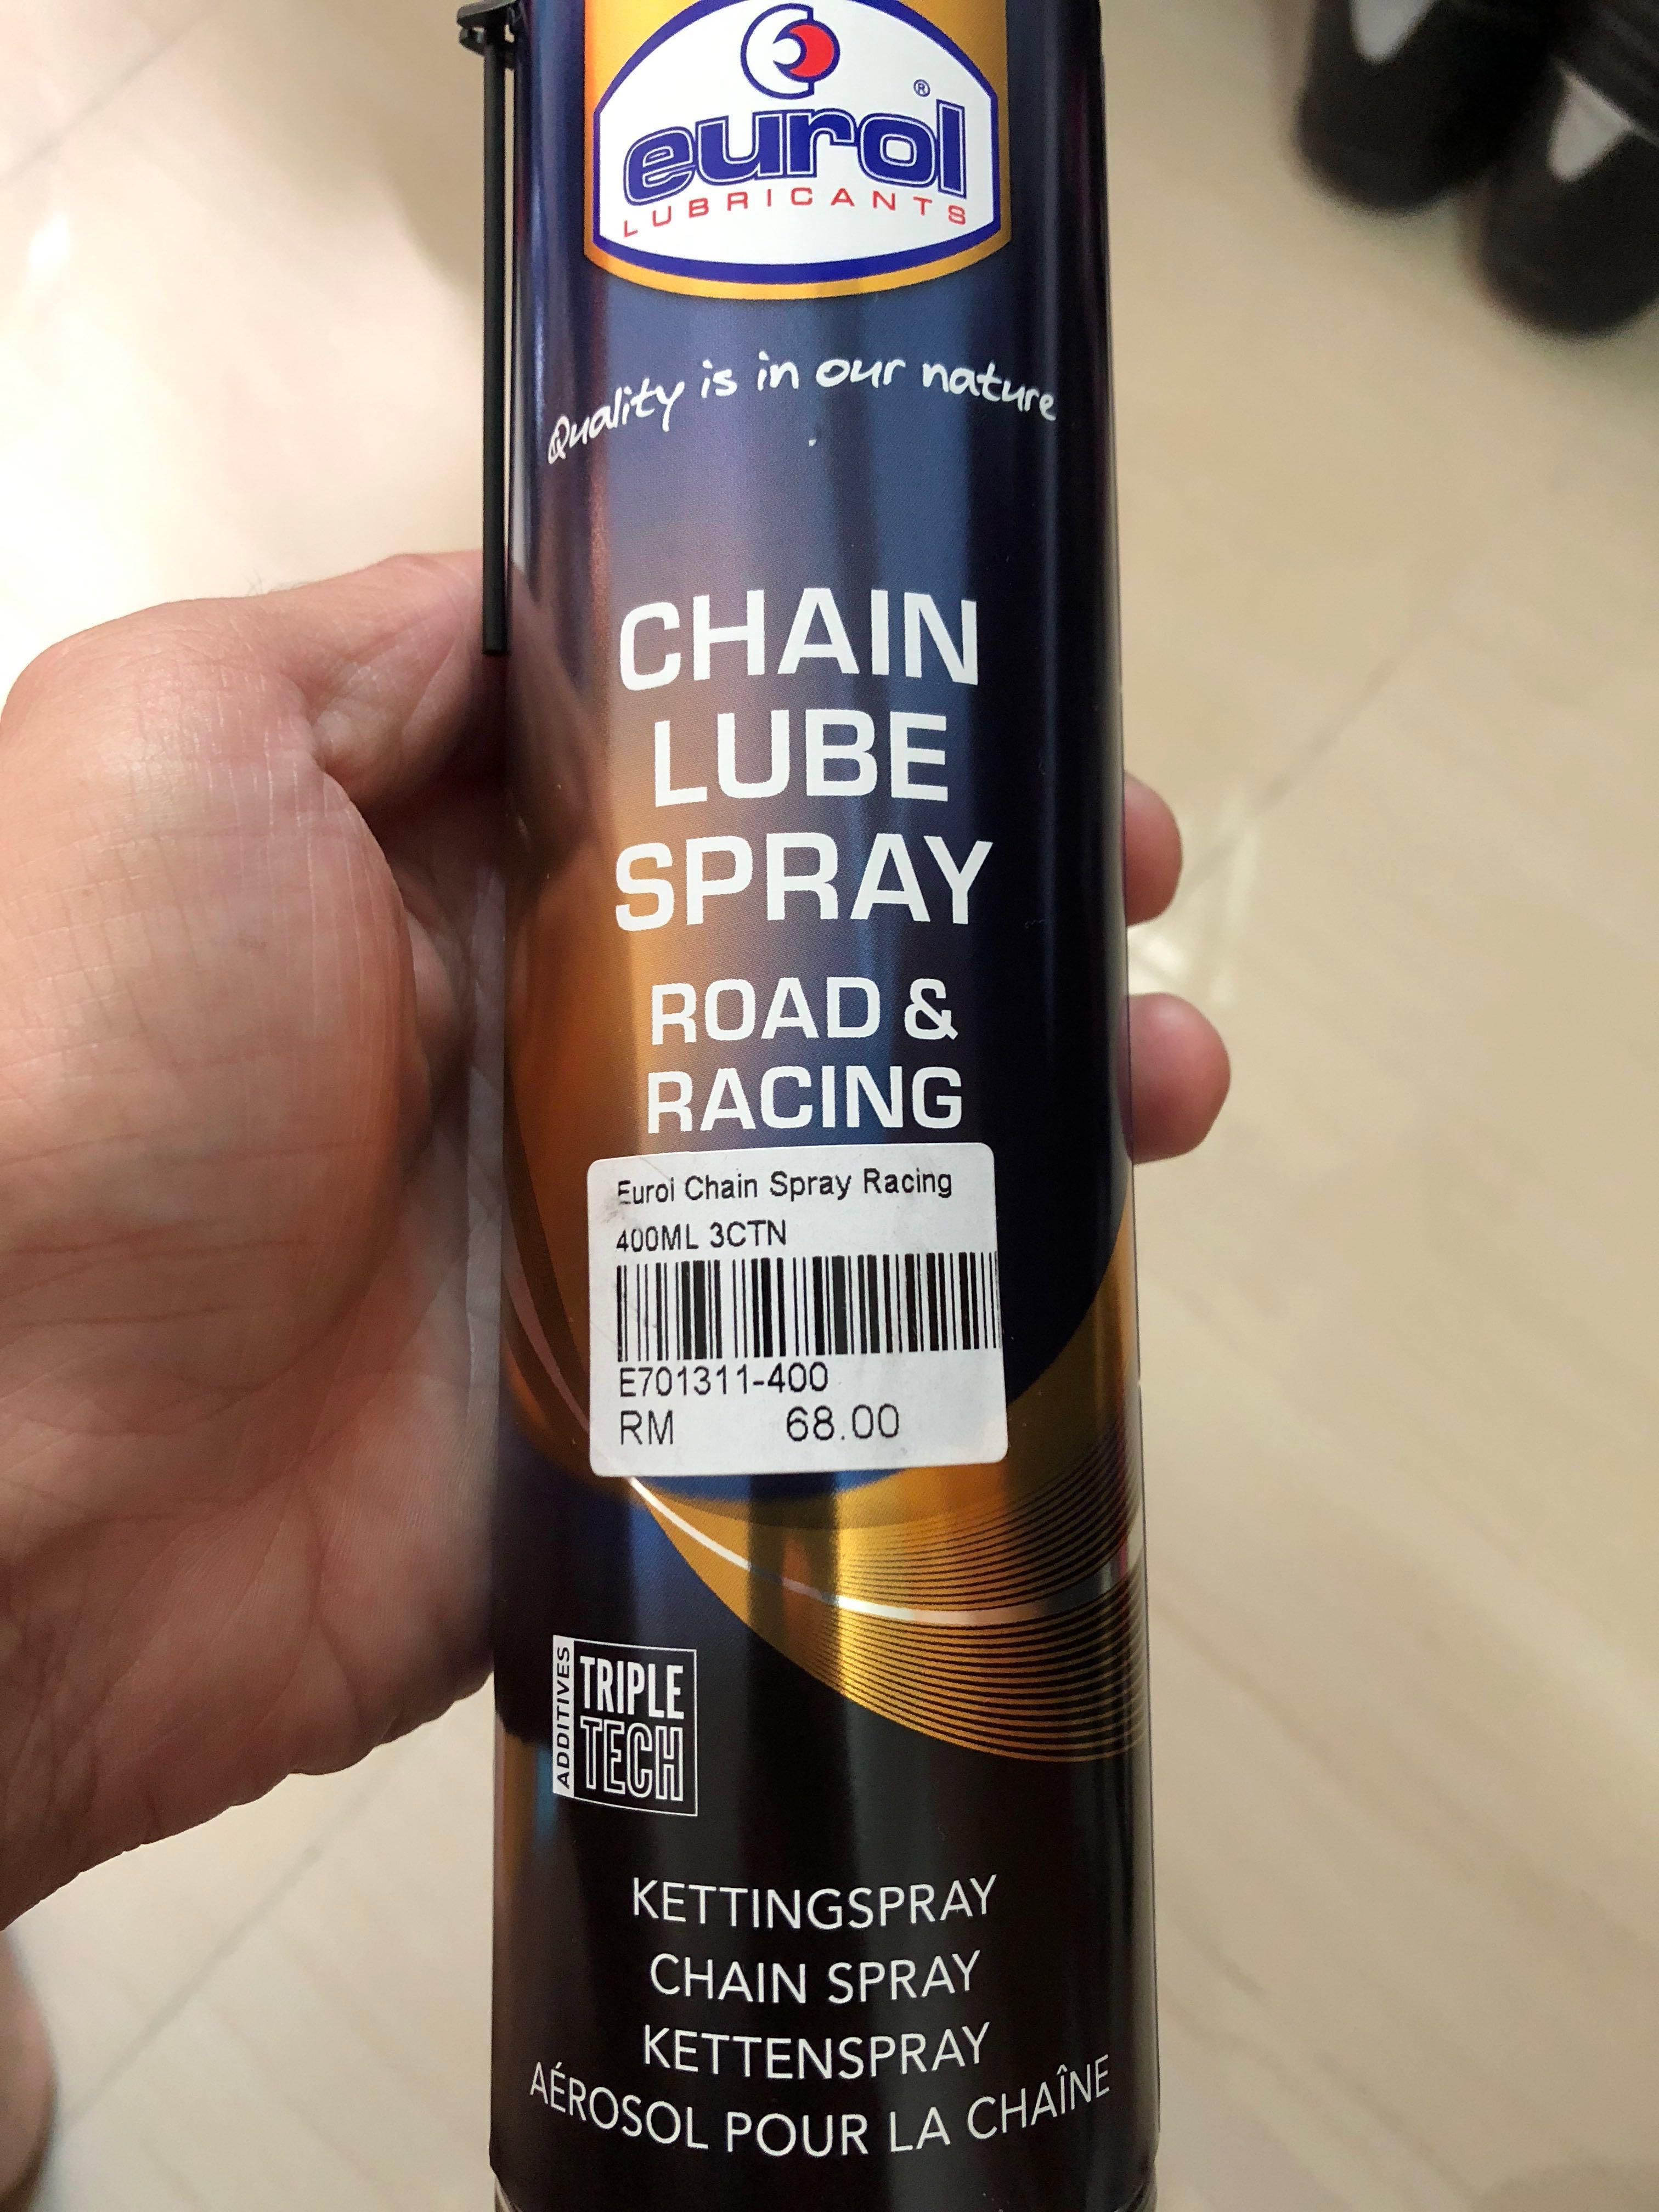 eurol
®
LUBRICANTS
Quality is in our nature
CHAIN
LUBE
SPRAY
ROAD &
RACING
Eurol Chain Spray Racing
400ML 3CTN
E701311-400
RM 68.00
ADDITIVES
TRIPLE
TECH
KETTINGSPRAY
CHAIN SPRAY
KETTENSPRAY
AÉROSOL POUR LA CHAÎNE